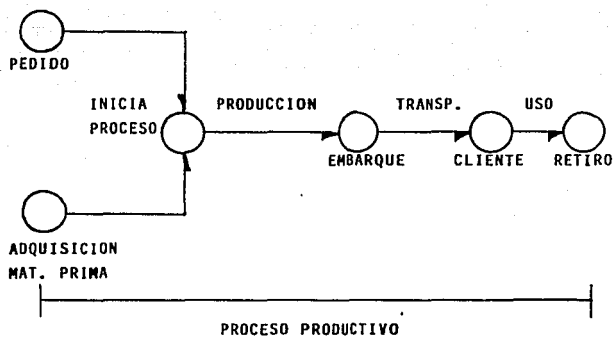 PEDIDO
INICIA
PROCESO
PRODUCCION
TRANSP.
USO
EMBARQUE
CLIENTE
RETIRO
ADQUISICION
MAT. PRIMA
PROCESO PRODUCTIVO